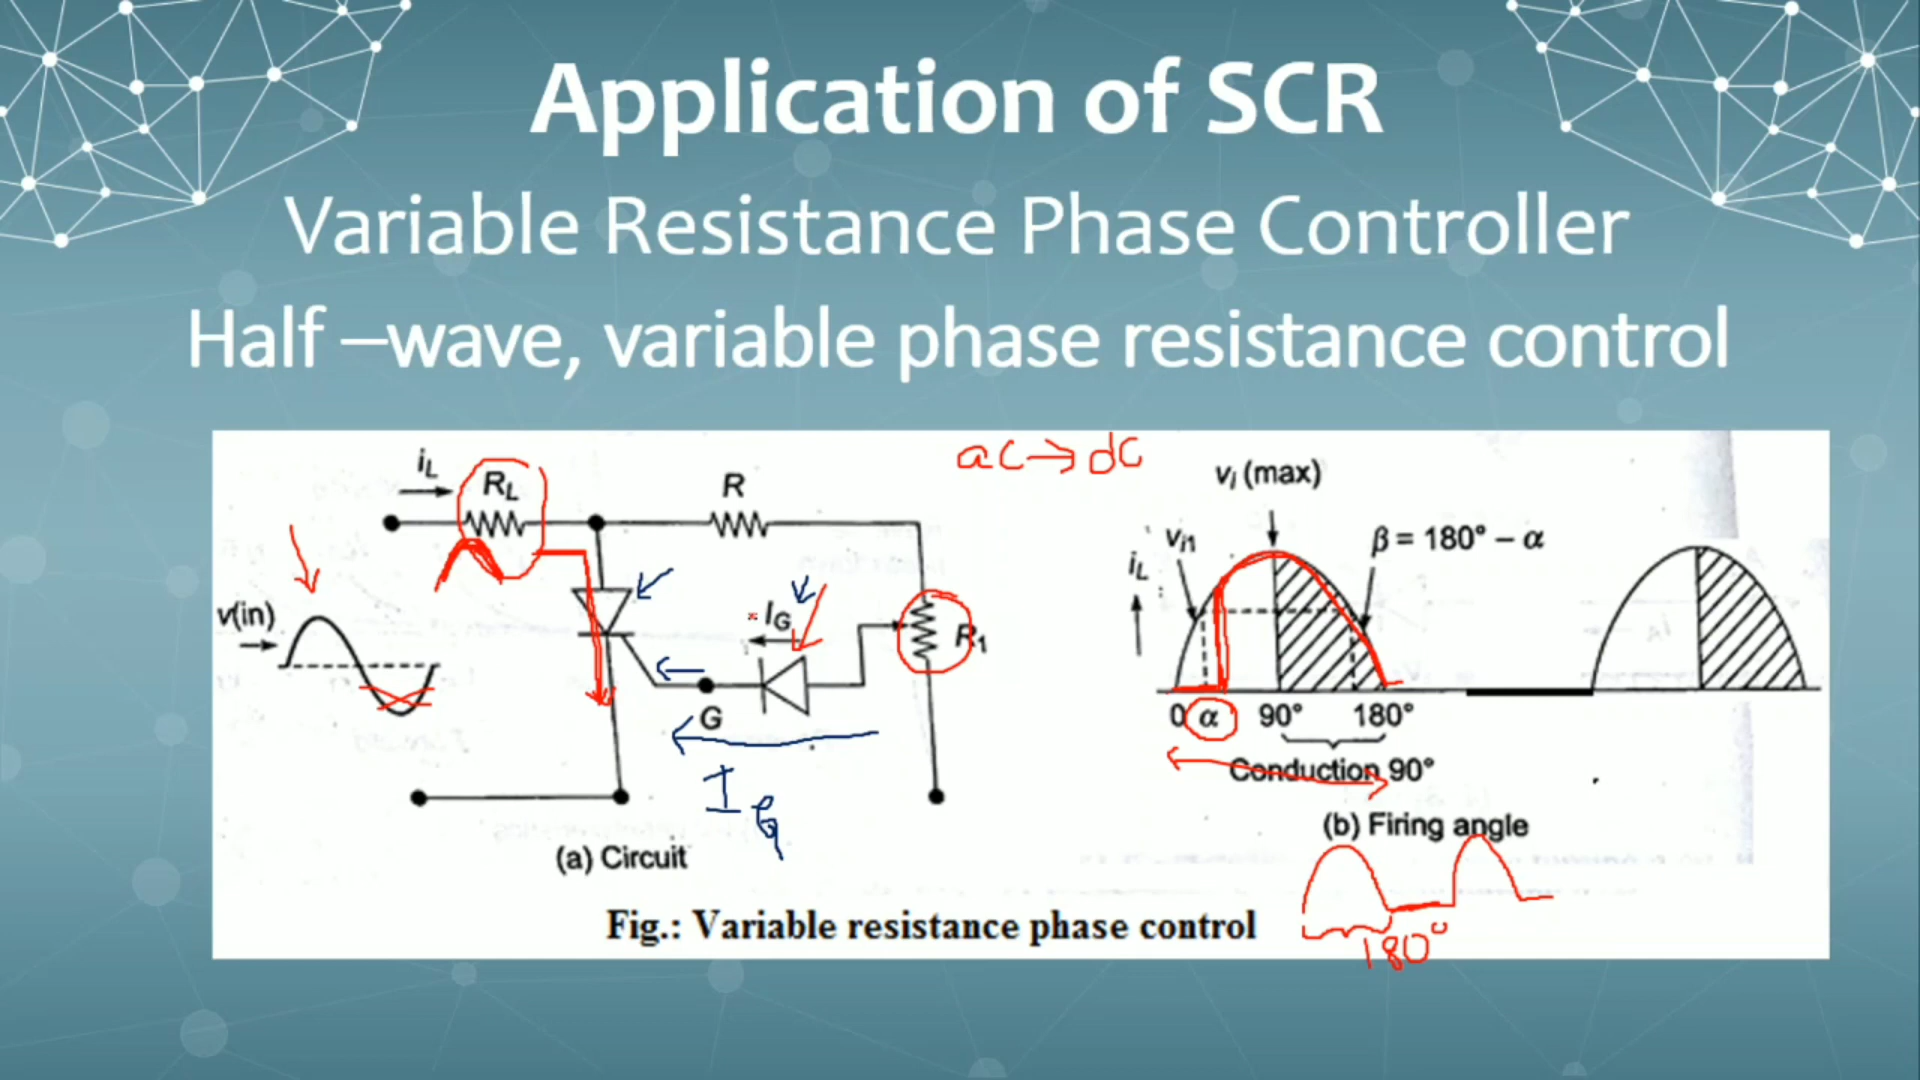 Application of SCR
Variable Resistance Phase Controller
Half –wave, variable phase resistance control
ac→dc
iL
RL
R
v(in)
IG
R1
G
IG
(a) Circuit
vi (max)
vi1
β = 180° – α
iL
0 α 90° 180°
Conduction 90°
(b) Firing angle
180°
Fig.: Variable resistance phase control